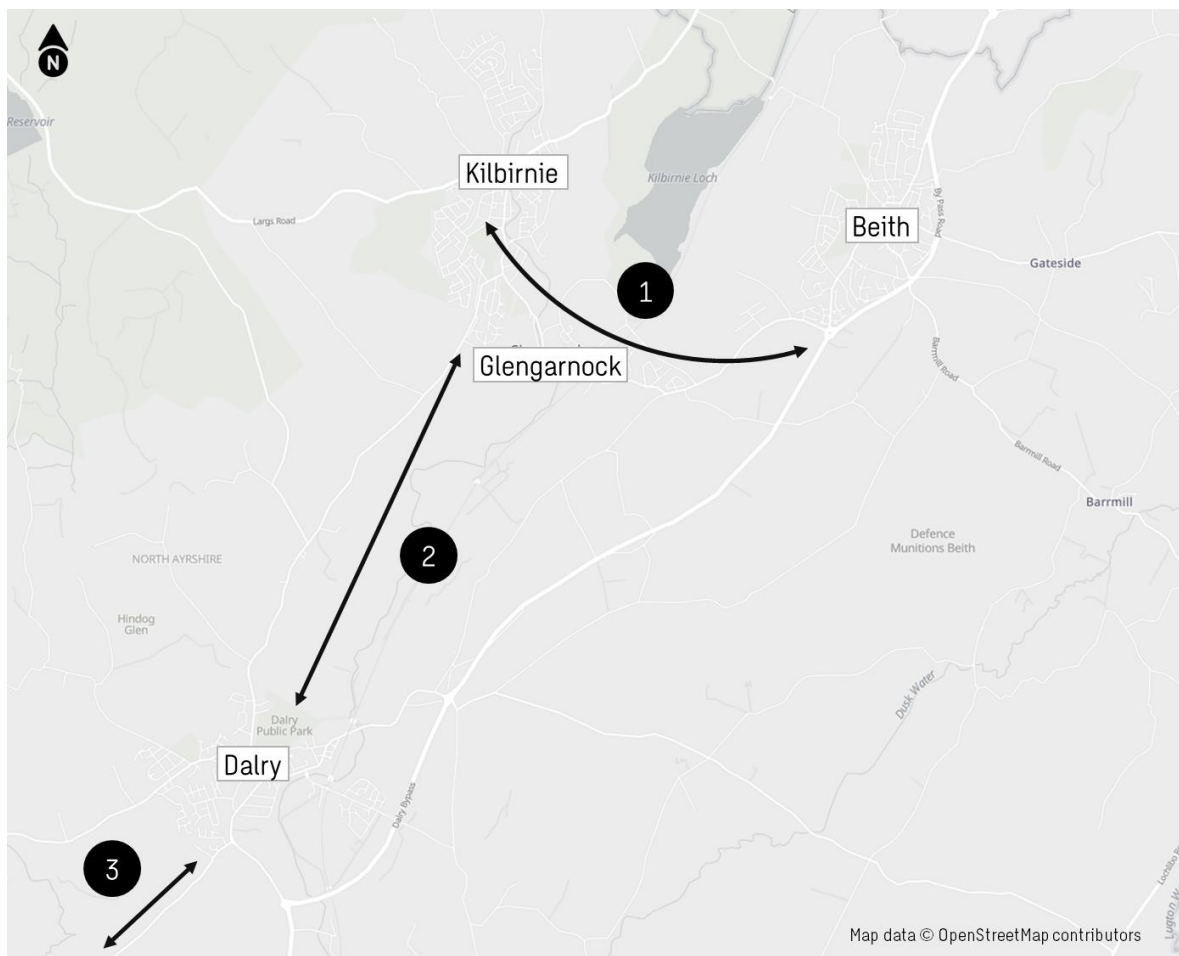 N
Reservoir
Kilbirnie
Kilbirnie Loch
Largs Road
Beith
By Pass Road
Gateside
1
Glengarnock
Barrmill Road
Barrmill Road
Barrmill
2
Defence
Munitions Beith
NORTH AYRSHIRE
Hindog
Glen
Dusk Water
Dalry
Public Park
Dalry
Dalry Bypass
3
Map data © OpenStreetMap contributors